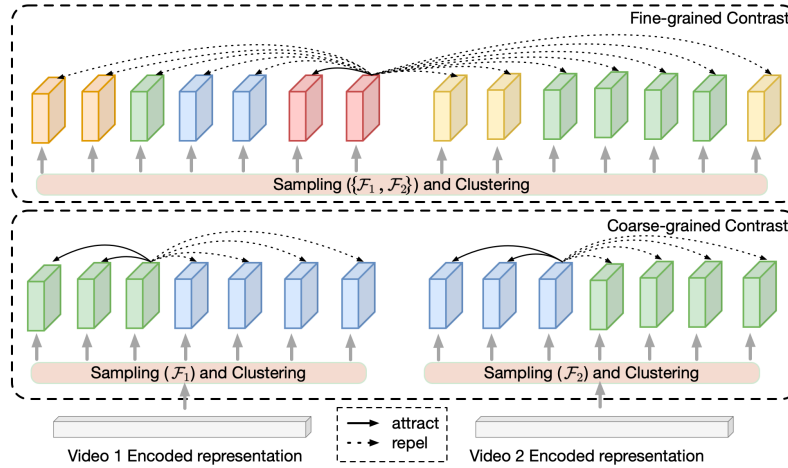 Fine-grained Contrast
Sampling ({ℱ₁ , ℱ₂}) and Clustering
Coarse-grained Contrast
Sampling (ℱ₁) and Clustering
Sampling (ℱ₂) and Clustering
attract
repel
Video 1 Encoded representation
Video 2 Encoded representation